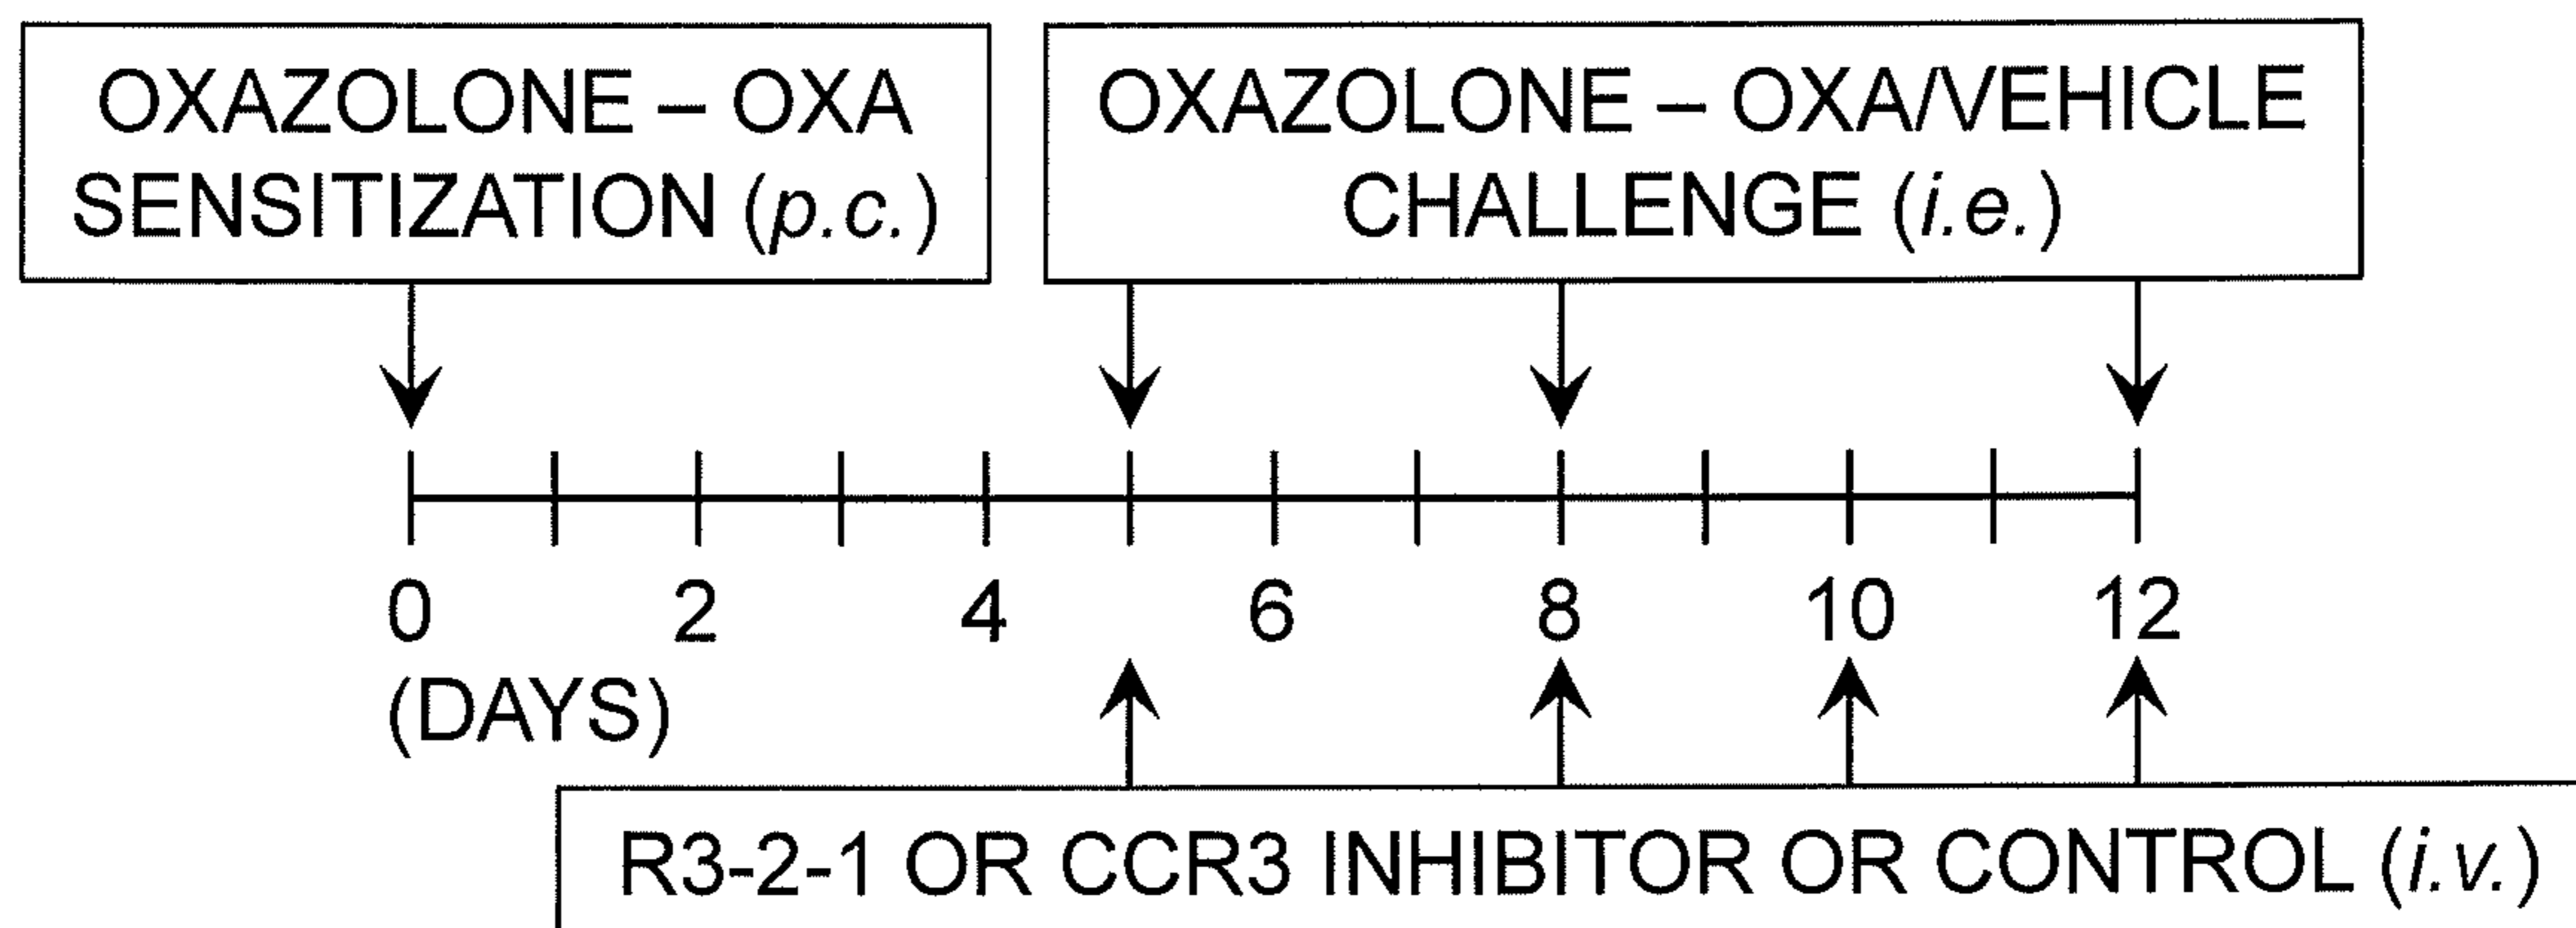 OXAZOLONE – OXA
SENSITIZATION (p.c.)
OXAZOLONE – OXA/VEHICLE
CHALLENGE (i.e.)
0 2 4 6 8 10 12
(DAYS)
R3-2-1 OR CCR3 INHIBITOR OR CONTROL (i.v.)